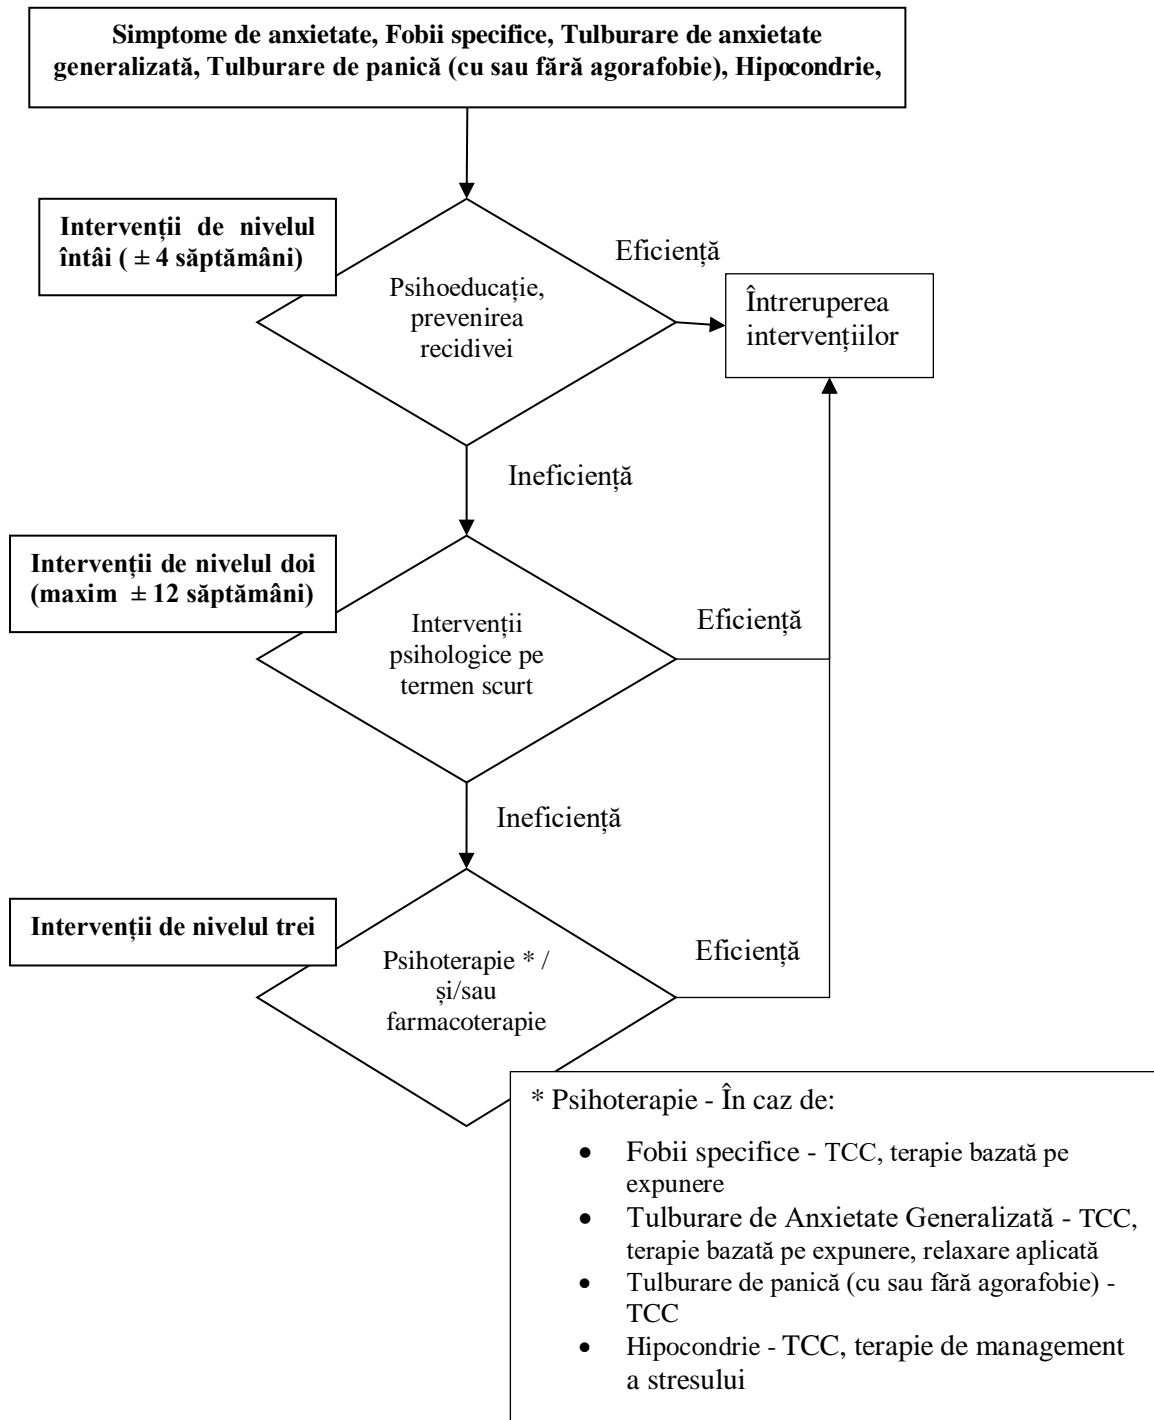 Simptome de anxietate, Fobii specifice, Tulburare de anxietate
generalizată, Tulburare de panică (cu sau fără agorafobie), Hipocondrie,
Intervenții de nivelul
întâi ( ± 4 săptămâni)
Eficiență
Psihoeducație,
prevenirea
recidivei
Întreruperea
intervențiilor
Ineficiență
Intervenții de nivelul doi
(maxim ± 12 săptămâni)
Eficiență
Intervenții
psihologice pe
termen scurt
Ineficiență
Intervenții de nivelul trei
Eficiență
Psihoterapie * /
și/sau
farmacoterapie
* Psihoterapie - În caz de:
• Fobii specifice - TCC, terapie bazată pe
expunere
• Tulburare de Anxietate Generalizată - TCC,
terapie bazată pe expunere, relaxare aplicată
• Tulburare de panică (cu sau fără agorafobie) -
TCC
• Hipocondrie - TCC, terapie de management
a stresului